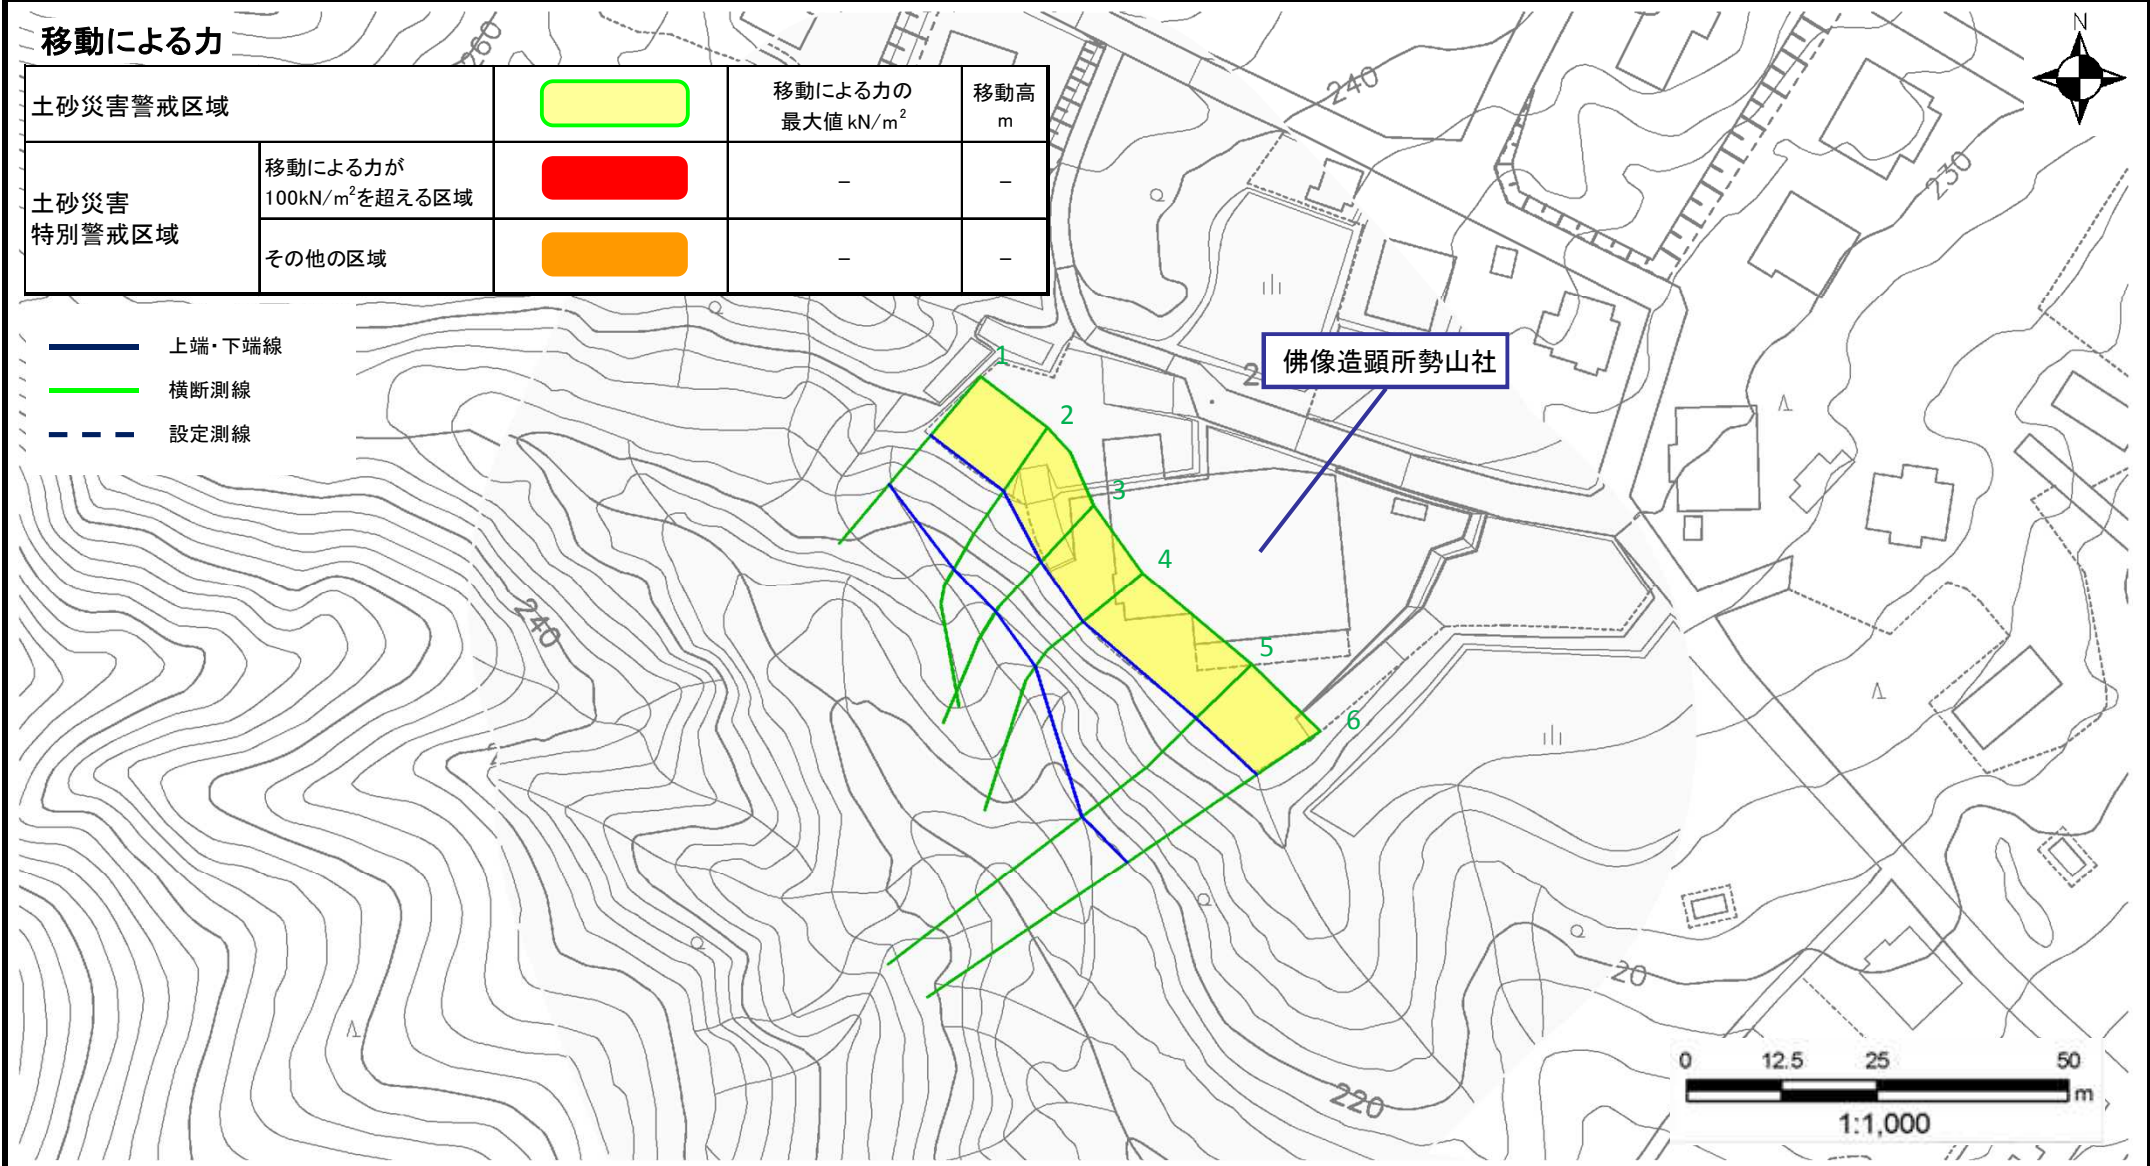 移動による力
土砂災害警戒区域
移動による力の
最大値 kN/m²
移動高
m
土砂災害
特別警戒区域
移動による力が
100kN/m²を超える区域
－
－
その他の区域
－
－
上端・下端線
横断測線
設定測線
N
260
240
230
2
佛像造顕所勢山社
1
2
3
4
5
6
240
20
220
0 12.5 25 50
m
1:1,000